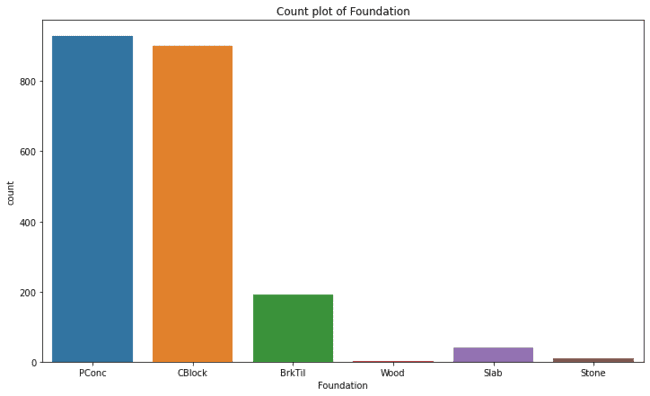 Count plot of Foundation
800
600
400
200
0
count
PConc CBlock BrkTil Wood Slab Stone
Foundation